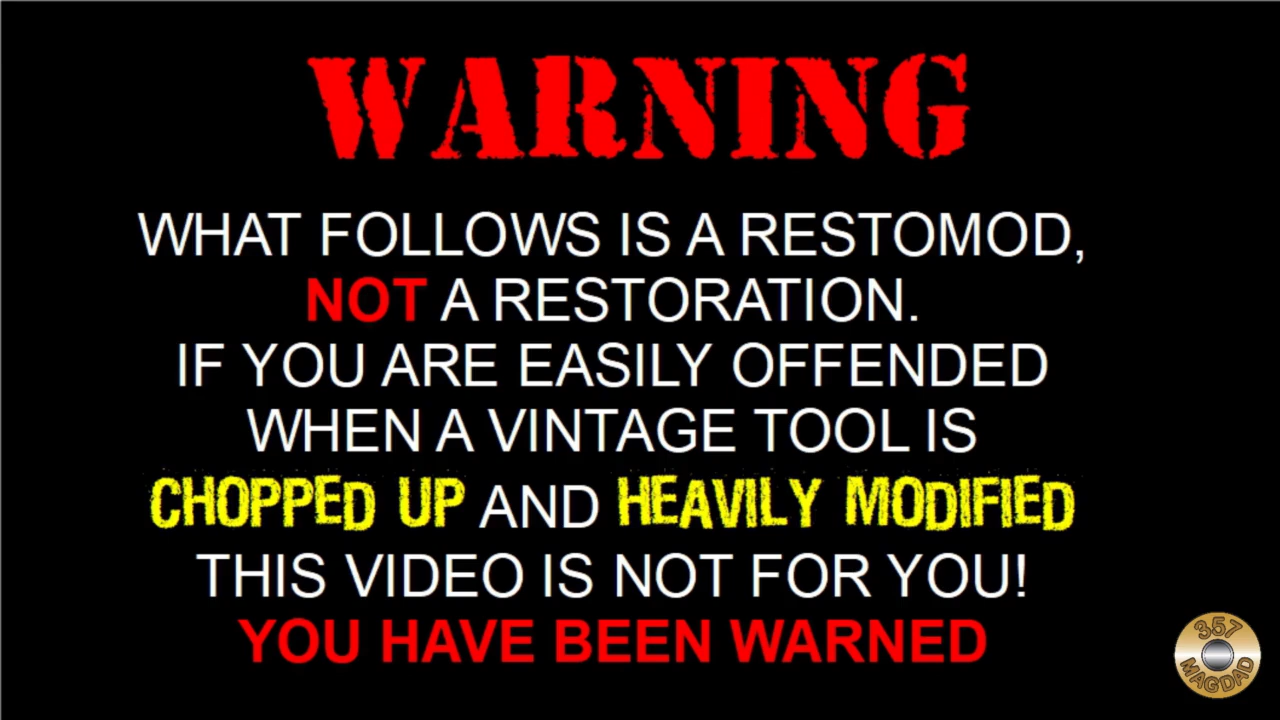 WARNING
WHAT FOLLOWS IS A RESTOMOD,
NOT A RESTORATION.
IF YOU ARE EASILY OFFENDED
WHEN A VINTAGE TOOL IS
CHOPPED UP AND HEAVILY MODIFIED
THIS VIDEO IS NOT FOR YOU!
YOU HAVE BEEN WARNED
357
MAGDAD